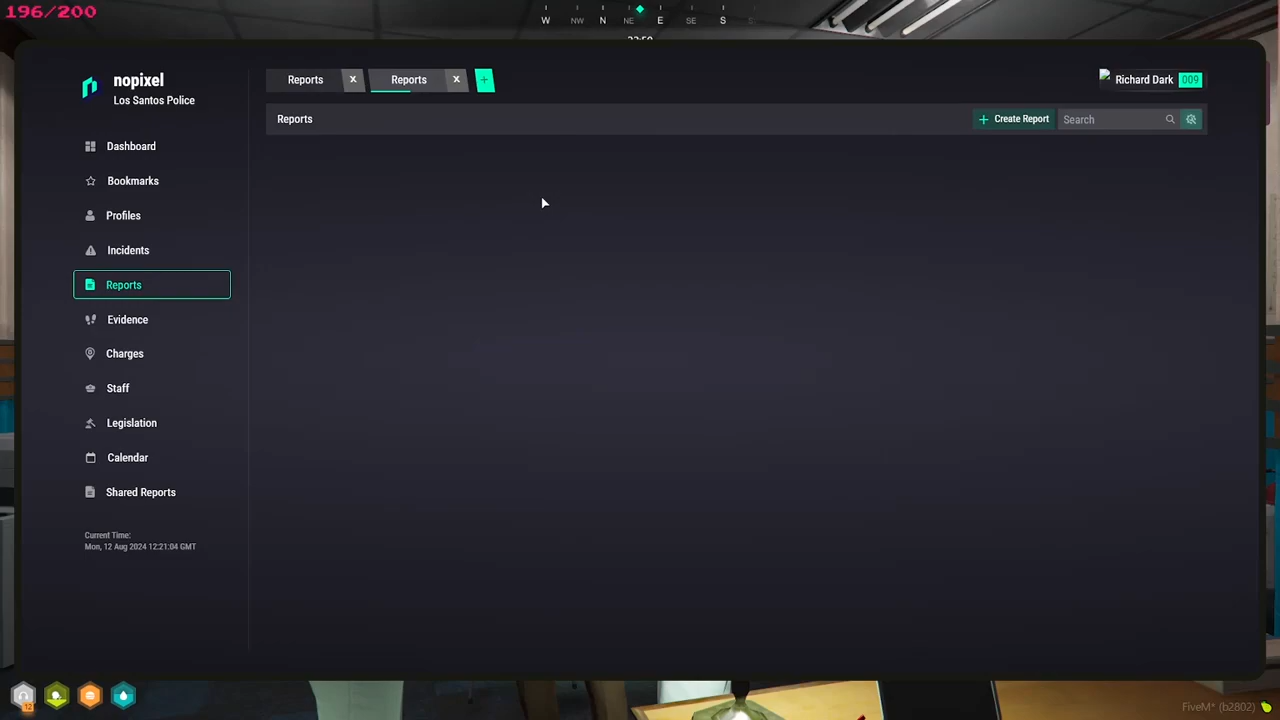 196/200
W NW N NE E SE S
nopixel
Los Santos Police
Reports x Reports x +
Richard Dark 009
Reports
+ Create Report
Search
Dashboard
Bookmarks
Profiles
Incidents
Reports
Evidence
Charges
Staff
Legislation
Calendar
Shared Reports
Current Time:
Mon, 12 Aug 2024 12:21:04 GMT
12
FiveM* (b2802)